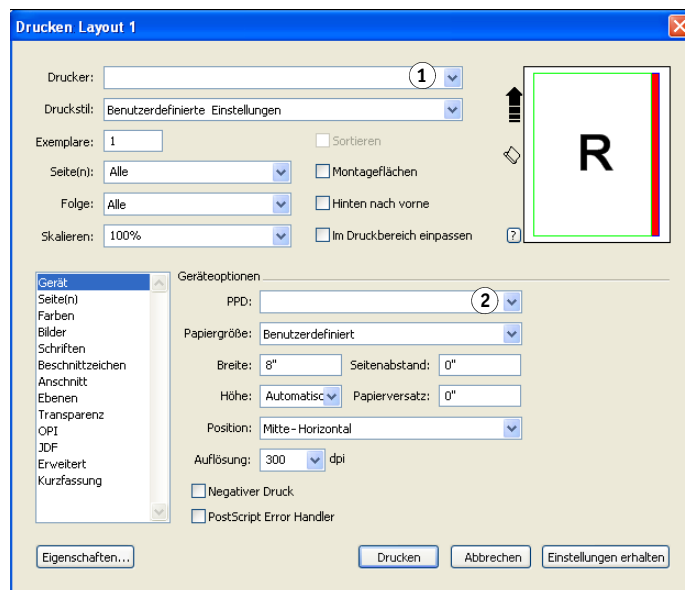 Drucken Layout 1
Drucker: 1
Druckstil: Benutzerdefinierte Einstellungen
Exemplare: 1 Sortieren
Seite(n): Alle Montageflächen
Folge: Alle Hinten nach vorne
Skalieren: 100% Im Druckbereich einpassen ?
R
Gerät
Seite(n)
Farben
Bilder
Schriften
Beschnittzeichen
Anschnitt
Ebenen
Transparenz
OPI
JDF
Erweitert
Kurzfassung
Geräteoptionen
PPD: 2
Papiergröße: Benutzerdefiniert
Breite: 8" Seitenabstand: 0"
Höhe: Automatisc Papierversatz: 0"
Position: Mitte-Horizontal
Auflösung: 300 dpi
Negativer Druck
PostScript Error Handler
Eigenschaften... Drucken Abbrechen Einstellungen erhalten